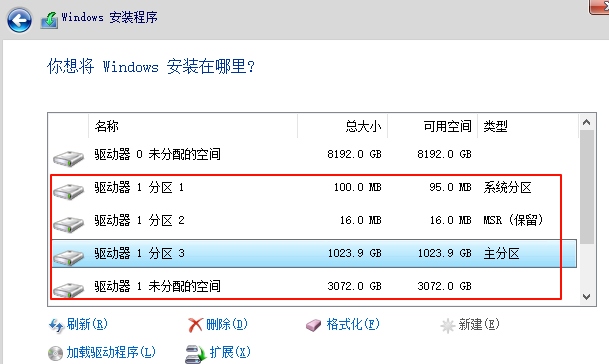 Windows 安装程序
你想将 Windows 安装在哪里?
名称 总大小 可用空间 类型
驱动器 0 未分配的空间 8192.0 GB 8192.0 GB
驱动器 1 分区 1 100.0 MB 95.0 MB 系统分区
驱动器 1 分区 2 16.0 MB 16.0 MB MSR (保留)
驱动器 1 分区 3 1023.9 GB 1023.9 GB 主分区
驱动器 1 未分配的空间 3072.0 GB 3072.0 GB
刷新(R) 删除(D) 格式化(F) 新建(E)
加载驱动程序(L) 扩展(X)